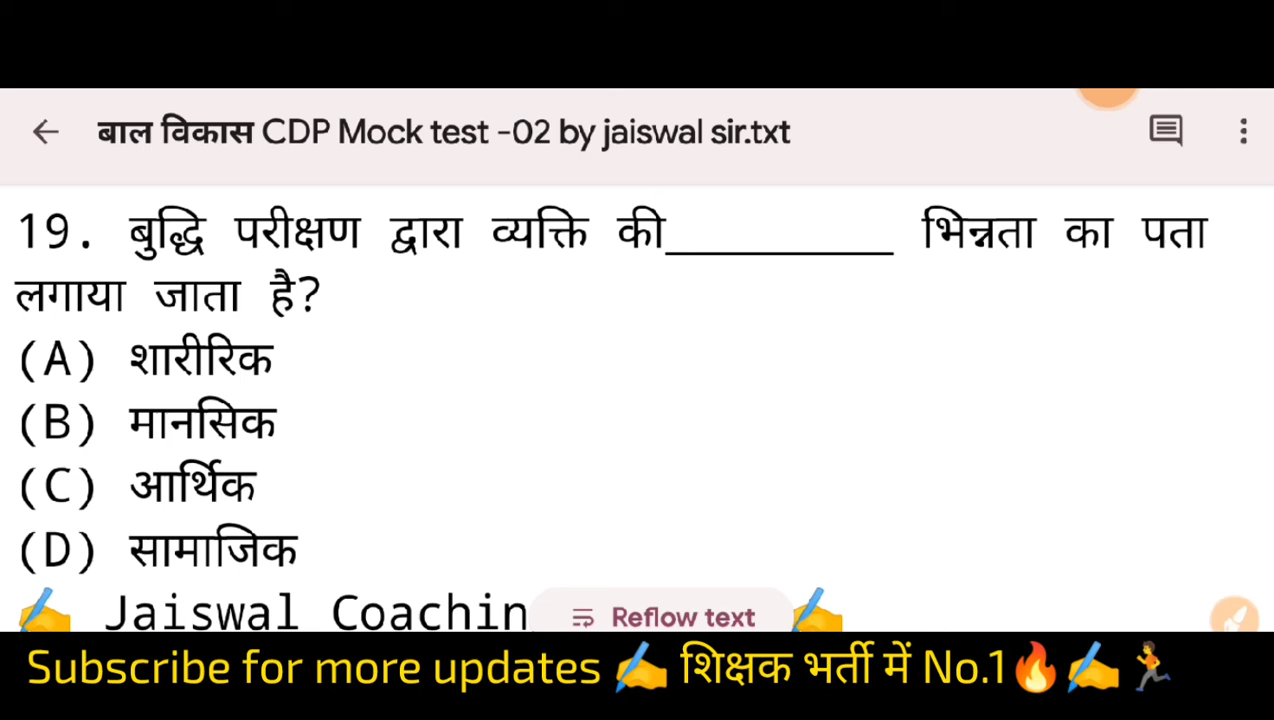 बाल विकास CDP Mock test -02 by jaiswal sir.txt
19. बुद्धि परीक्षण द्वारा व्यक्ति की__________ भिन्नता का पता
लगाया जाता है?
(A) शारीरिक
(B) मानसिक
(C) आर्थिक
(D) सामाजिक
✍️ Jaiswal Coachin ✍️
Reflow text
Subscribe for more updates ✍️ शिक्षक भर्ती में No.1🔥✍️🏃